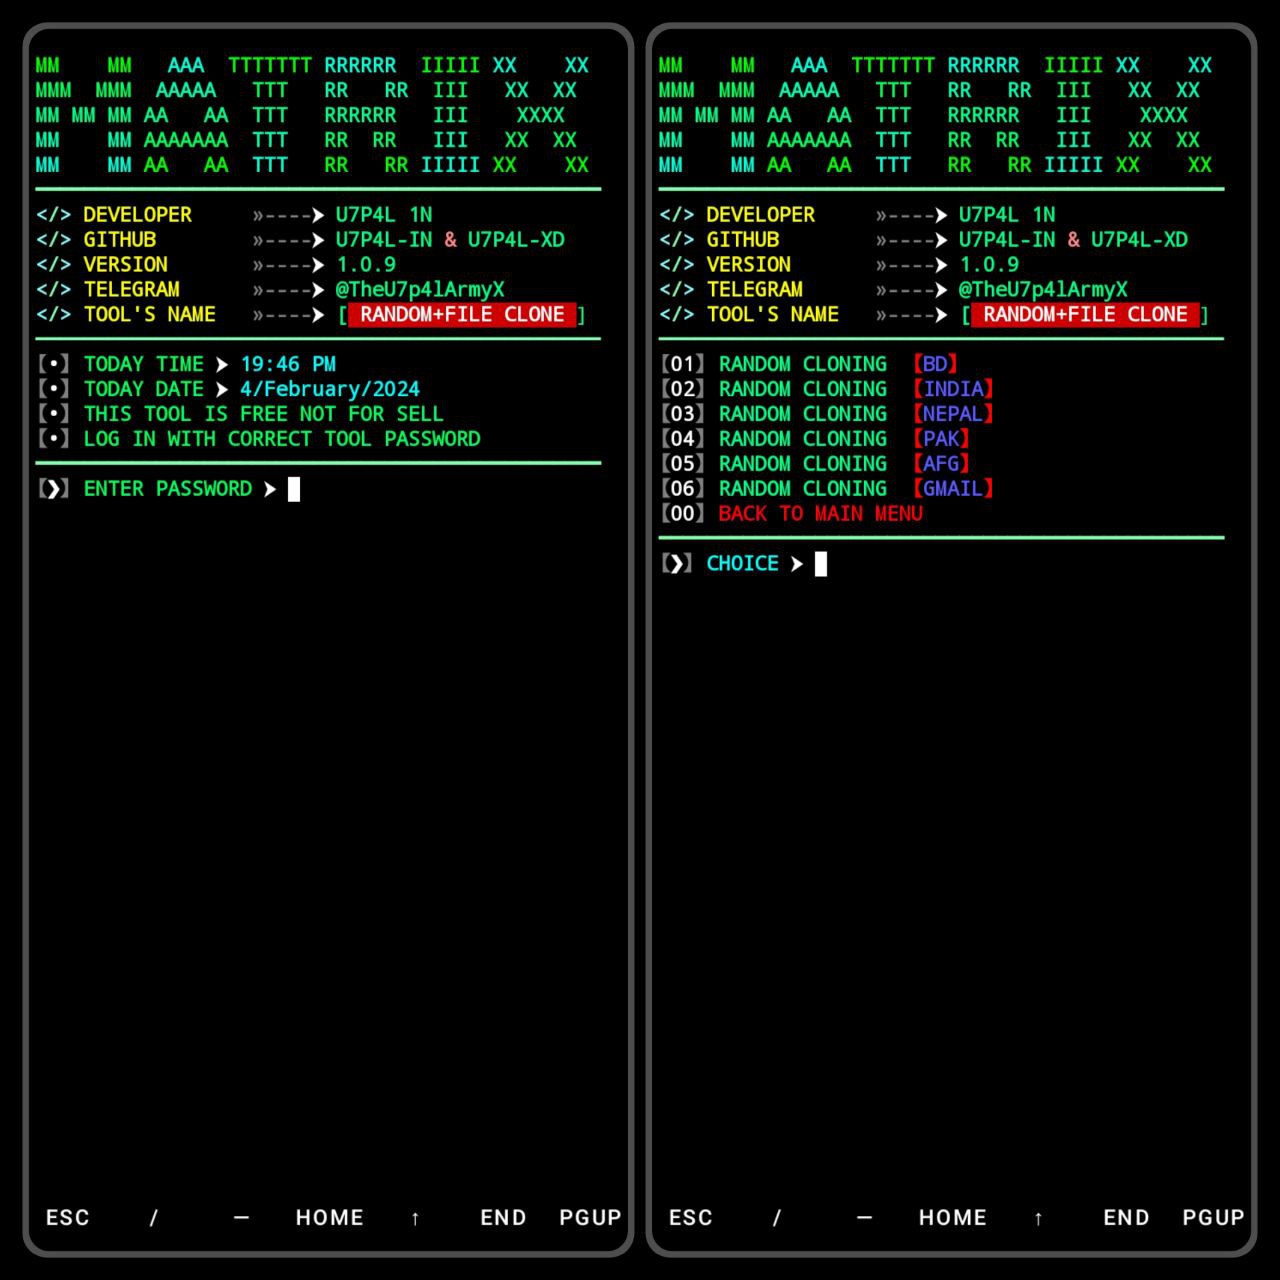 MM    MM   AAA  TTTTTTT RRRRRR  IIIII XX    XX
MMM  MMM  AAAAA   TTT   RR   RR  III   XX  XX
MM MM MM AA   AA  TTT   RRRRRR   III    XXXX
MM    MM AAAAAAA  TTT   RR  RR   III   XX  XX
MM    MM AA   AA  TTT   RR   RR IIIII XX    XX
</> DEVELOPER     »----➤ U7P4L 1N
</> GITHUB        »----➤ U7P4L-IN & U7P4L-XD
</> VERSION       »----➤ 1.0.9
</> TELEGRAM      »----➤ @TheU7p4lArmyX
</> TOOL'S NAME   »----➤ [ RANDOM+FILE CLONE ]
【•】 TODAY TIME ➤ 19:46 PM
【•】 TODAY DATE ➤ 4/February/2024
【•】 THIS TOOL IS FREE NOT FOR SELL
【•】 LOG IN WITH CORRECT TOOL PASSWORD
【❯】 ENTER PASSWORD ➤
ESC / — HOME ↑ END PGUP
MM    MM   AAA  TTTTTTT RRRRRR  IIIII XX    XX
MMM  MMM  AAAAA   TTT   RR   RR  III   XX  XX
MM MM MM AA   AA  TTT   RRRRRR   III    XXXX
MM    MM AAAAAAA  TTT   RR  RR   III   XX  XX
MM    MM AA   AA  TTT   RR   RR IIIII XX    XX
</> DEVELOPER     »----➤ U7P4L 1N
</> GITHUB        »----➤ U7P4L-IN & U7P4L-XD
</> VERSION       »----➤ 1.0.9
</> TELEGRAM      »----➤ @TheU7p4lArmyX
</> TOOL'S NAME   »----➤ [ RANDOM+FILE CLONE ]
【01】 RANDOM CLONING 【BD】
【02】 RANDOM CLONING 【INDIA】
【03】 RANDOM CLONING 【NEPAL】
【04】 RANDOM CLONING 【PAK】
【05】 RANDOM CLONING 【AFG】
【06】 RANDOM CLONING 【GMAIL】
【00】 BACK TO MAIN MENU
【❯】 CHOICE ➤
ESC / — HOME ↑ END PGUP